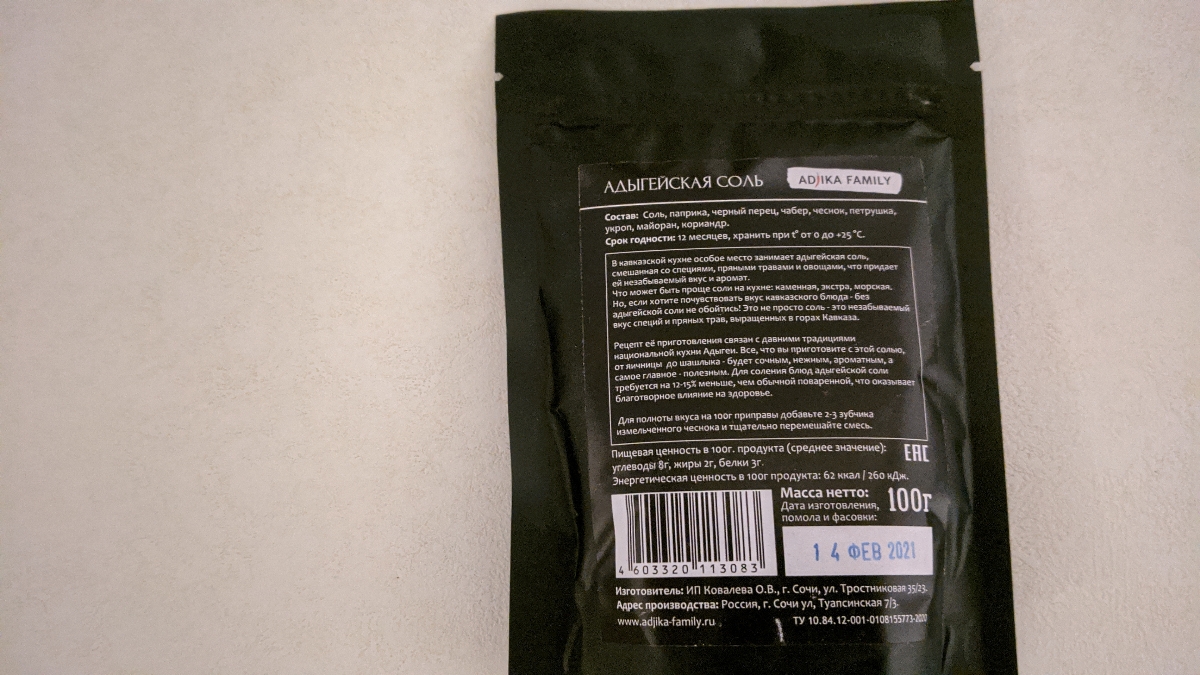 АДЫГЕЙСКАЯ СОЛЬ
ADJIKA FAMILY
Состав: Соль, паприка, черный перец, чабер, чеснок, петрушка,
укроп, майоран, кориандр.
Срок годности: 12 месяцев, хранить при t° от 0 до +25 °C.
В кавказской кухне особое место занимает адыгейская соль,
смешанная со специями, пряными травами и овощами, что придает
ей незабываемый вкус и аромат.
Что может быть проще соли на кухне: каменная, экстра, морская.
Но, если хотите почувствовать вкус кавказского блюда - без
адыгейской соли не обойтись! Это не просто соль - это незабываемый
вкус специй и пряных трав, выращенных в горах Кавказа.
Рецепт её приготовления связан с давними традициями
национальной кухни Адыгеи. Все, что вы приготовите с этой солью,
от яичницы до шашлыка - будет сочным, нежным, ароматным, а
самое главное - полезным. Для соления блюд адыгейской соли
требуется на 12-15% меньше, чем обычной поваренной, что оказывает
благотворное влияние на здоровье.
Для полноты вкуса на 100г приправы добавьте 2-3 зубчика
измельченного чеснока и тщательно перемешайте смесь.
Пищевая ценность в 100г. продукта (среднее значение):
углеводы 8г, жиры 2г, белки 3г.
EAC
Энергетическая ценность в 100г продукта: 62 ккал / 260 кДж.
Масса нетто: 100г
Дата изготовления,
помола и фасовки:
14 ФЕВ 2021
4 603320 113083
Изготовитель: ИП Ковалева О.В., г. Сочи, ул. Тростниковая 35/23.
Адрес производства: Россия, г. Сочи ул, Туапсинская 7/3.
www.adjika-family.ru
ТУ 10.84.12-001-0108155773-2020